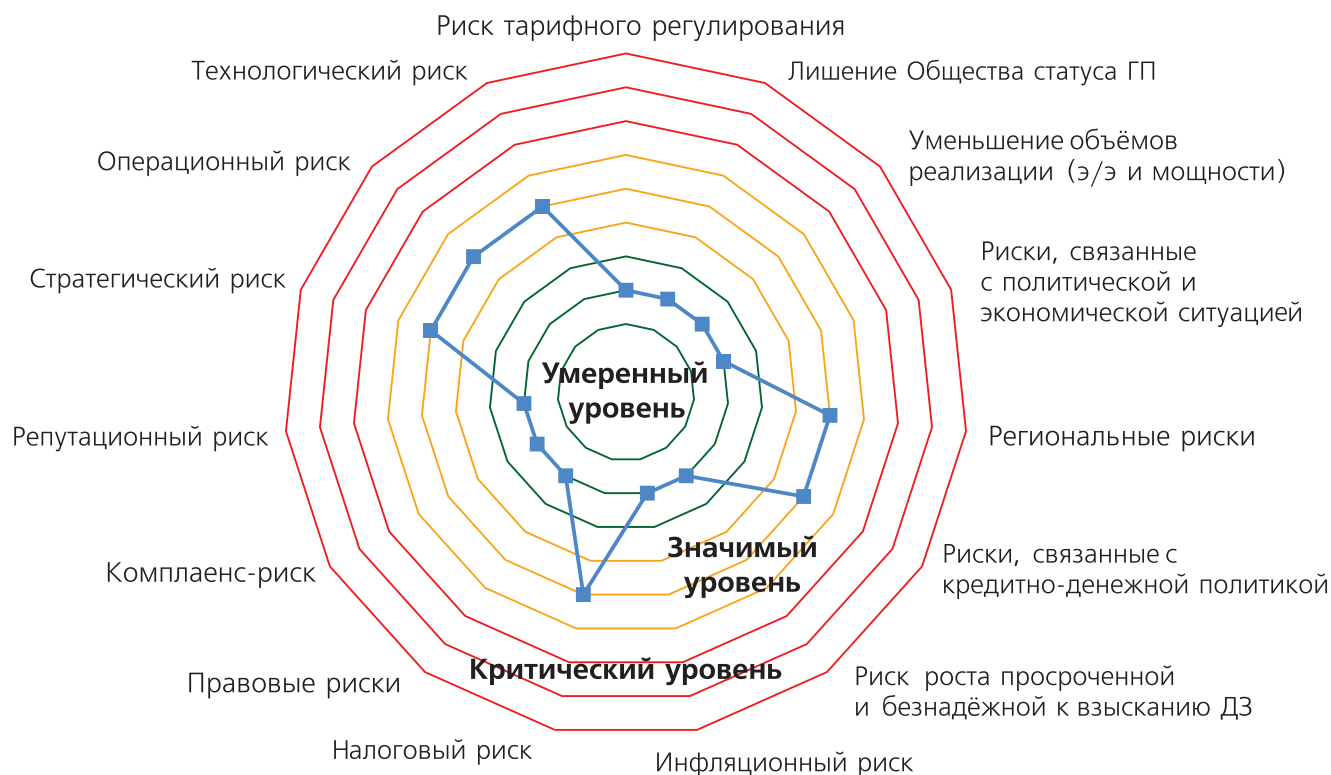 Риск тарифного регулирования
Технологический риск
Лишение Общества статуса ГП
Операционный риск
Уменьшение объёмов
реализации (э/э и мощности)
Стратегический риск
Риски, связанные
с политической и
экономической ситуацией
Умеренный
уровень
Репутационный риск
Региональные риски
Значимый
уровень
Комплаенс-риск
Риски, связанные с
кредитно-денежной политикой
Критический уровень
Правовые риски
Риск роста просроченной
и безнадёжной к взысканию ДЗ
Налоговый риск
Инфляционный риск